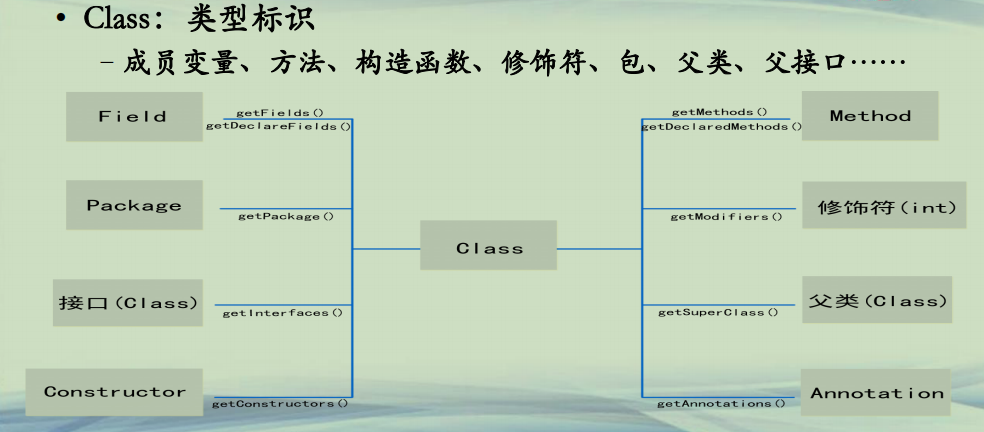 • Class：类型标识
– 成员变量、方法、构造函数、修饰符、包、父类、父接口……
Field
getFields()
getDeclareFields()
getMethods()
getDeclaredMethods()
Method
Package
getPackage()
getModifiers()
修饰符(int)
Class
接口(Class)
getInterfaces()
getSuperClass()
父类(Class)
Constructor
getConstructors()
getAnnotations()
Annotation